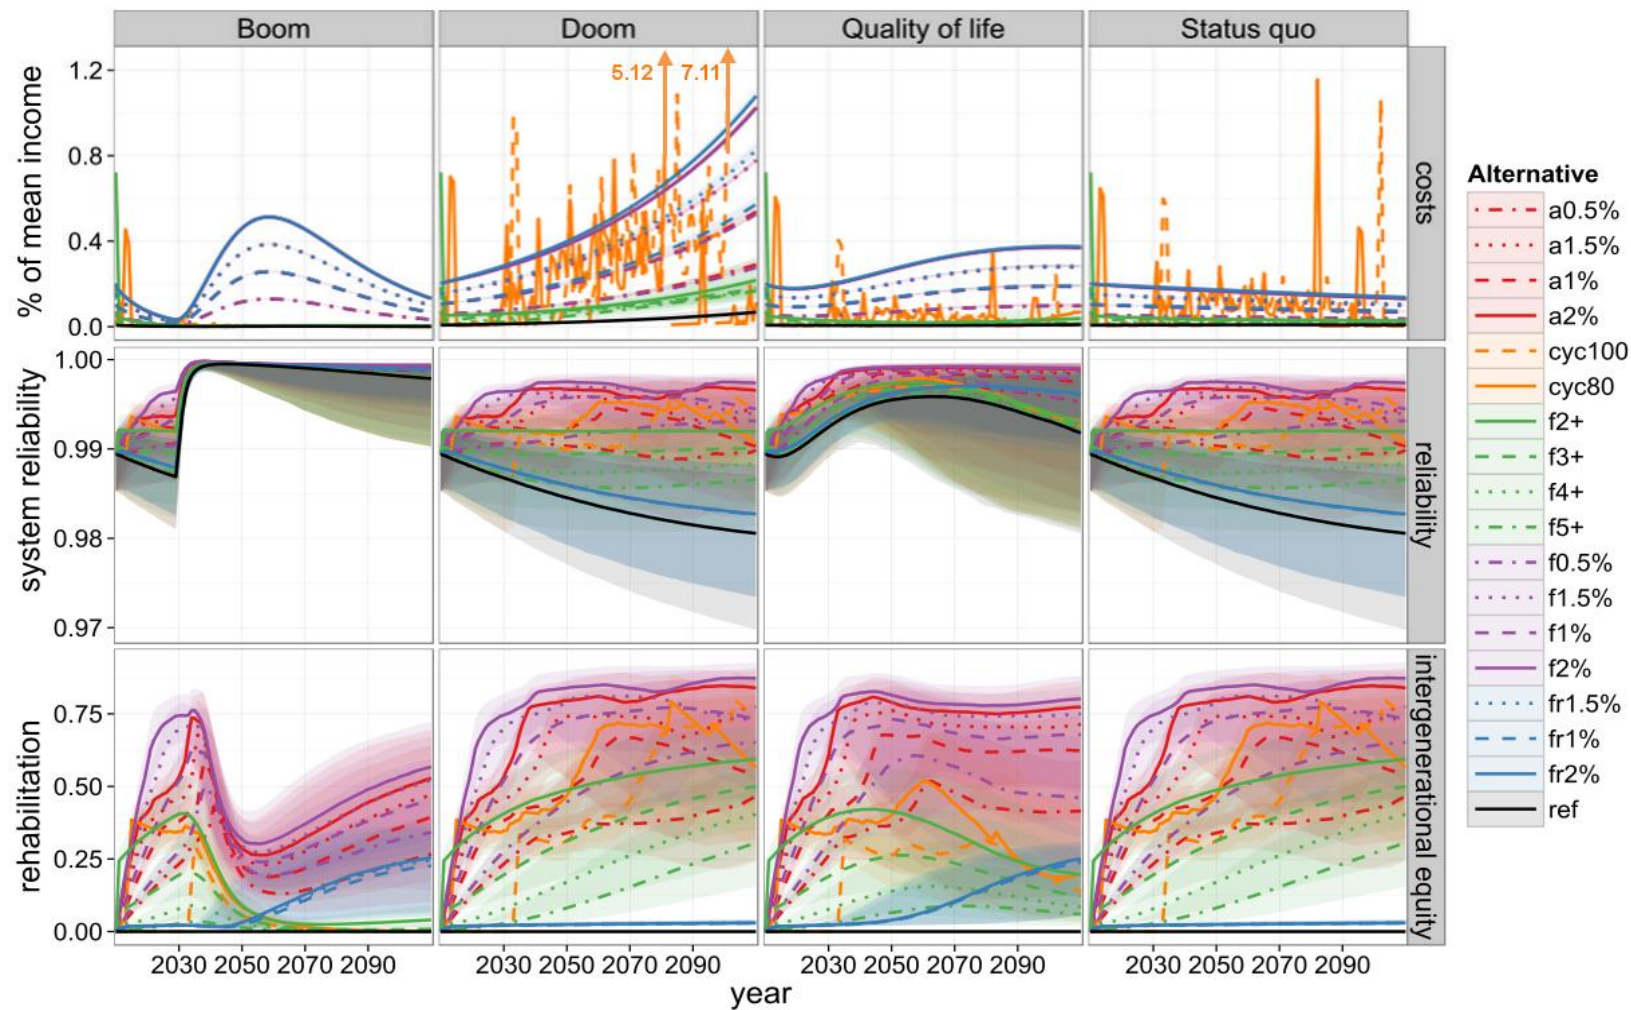 Boom Doom Quality of life Status quo
% of mean income
1.2
0.8
0.4
0.0
5.12 7.11
costs
system reliability
1.00
0.99
0.98
0.97
reliability
rehabilitation
0.75
0.50
0.25
0.00
intergenerational equity
2030 2050 2070 2090 2030 2050 2070 2090 2030 2050 2070 2090 2030 2050 2070 2090
year
Alternative
a0.5%
a1.5%
a1%
a2%
cyc100
cyc80
f2+
f3+
f4+
f5+
f0.5%
f1.5%
f1%
f2%
fr1.5%
fr1%
fr2%
ref